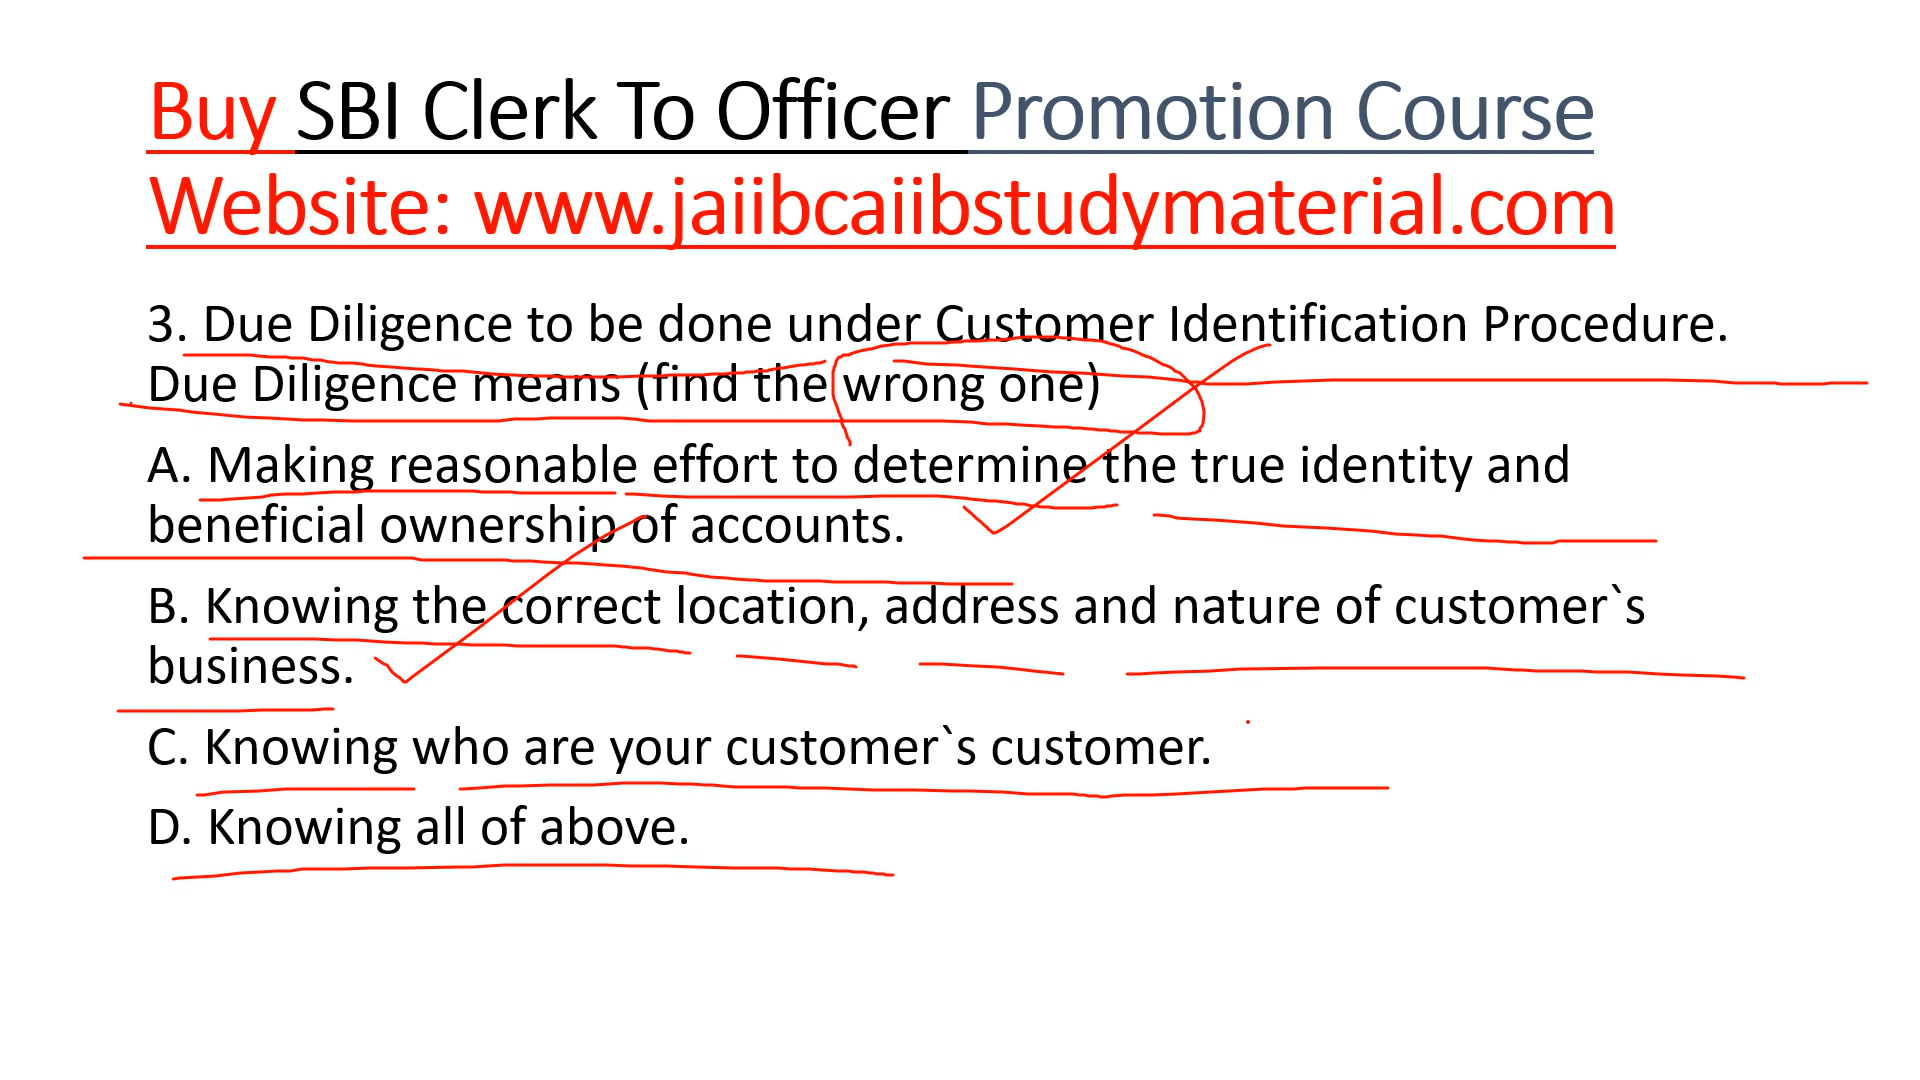 Buy SBI Clerk To Officer Promotion Course
Website: www.jaiibcaiibstudymaterial.com
3. Due Diligence to be done under Customer Identification Procedure.
Due Diligence means (find the wrong one)
A. Making reasonable effort to determine the true identity and
beneficial ownership of accounts.
B. Knowing the correct location, address and nature of customer`s
business.
C. Knowing who are your customer`s customer.
D. Knowing all of above.